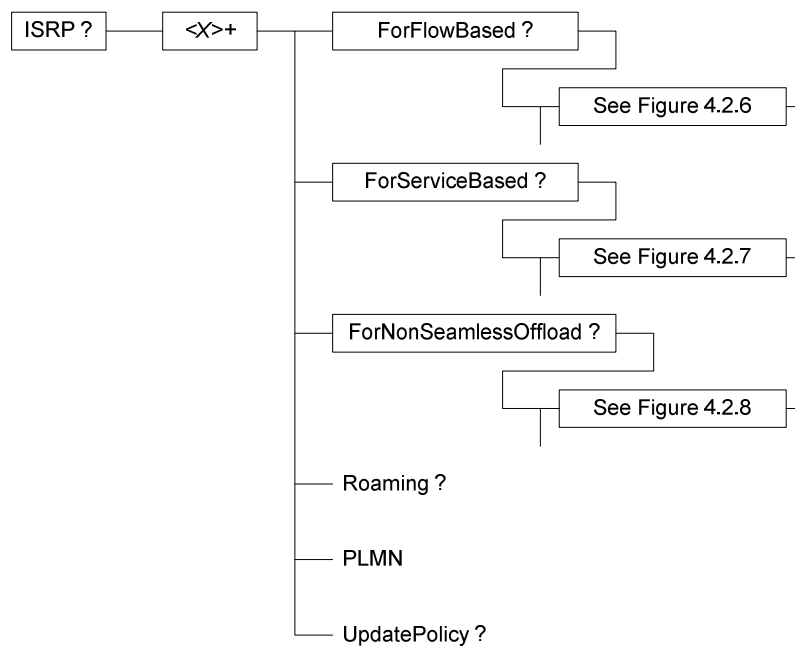 ISRP ?
<X>+
ForFlowBased ?
See Figure 4.2.6
ForServiceBased ?
See Figure 4.2.7
ForNonSeamlessOffload ?
See Figure 4.2.8
Roaming ?
PLMN
UpdatePolicy ?